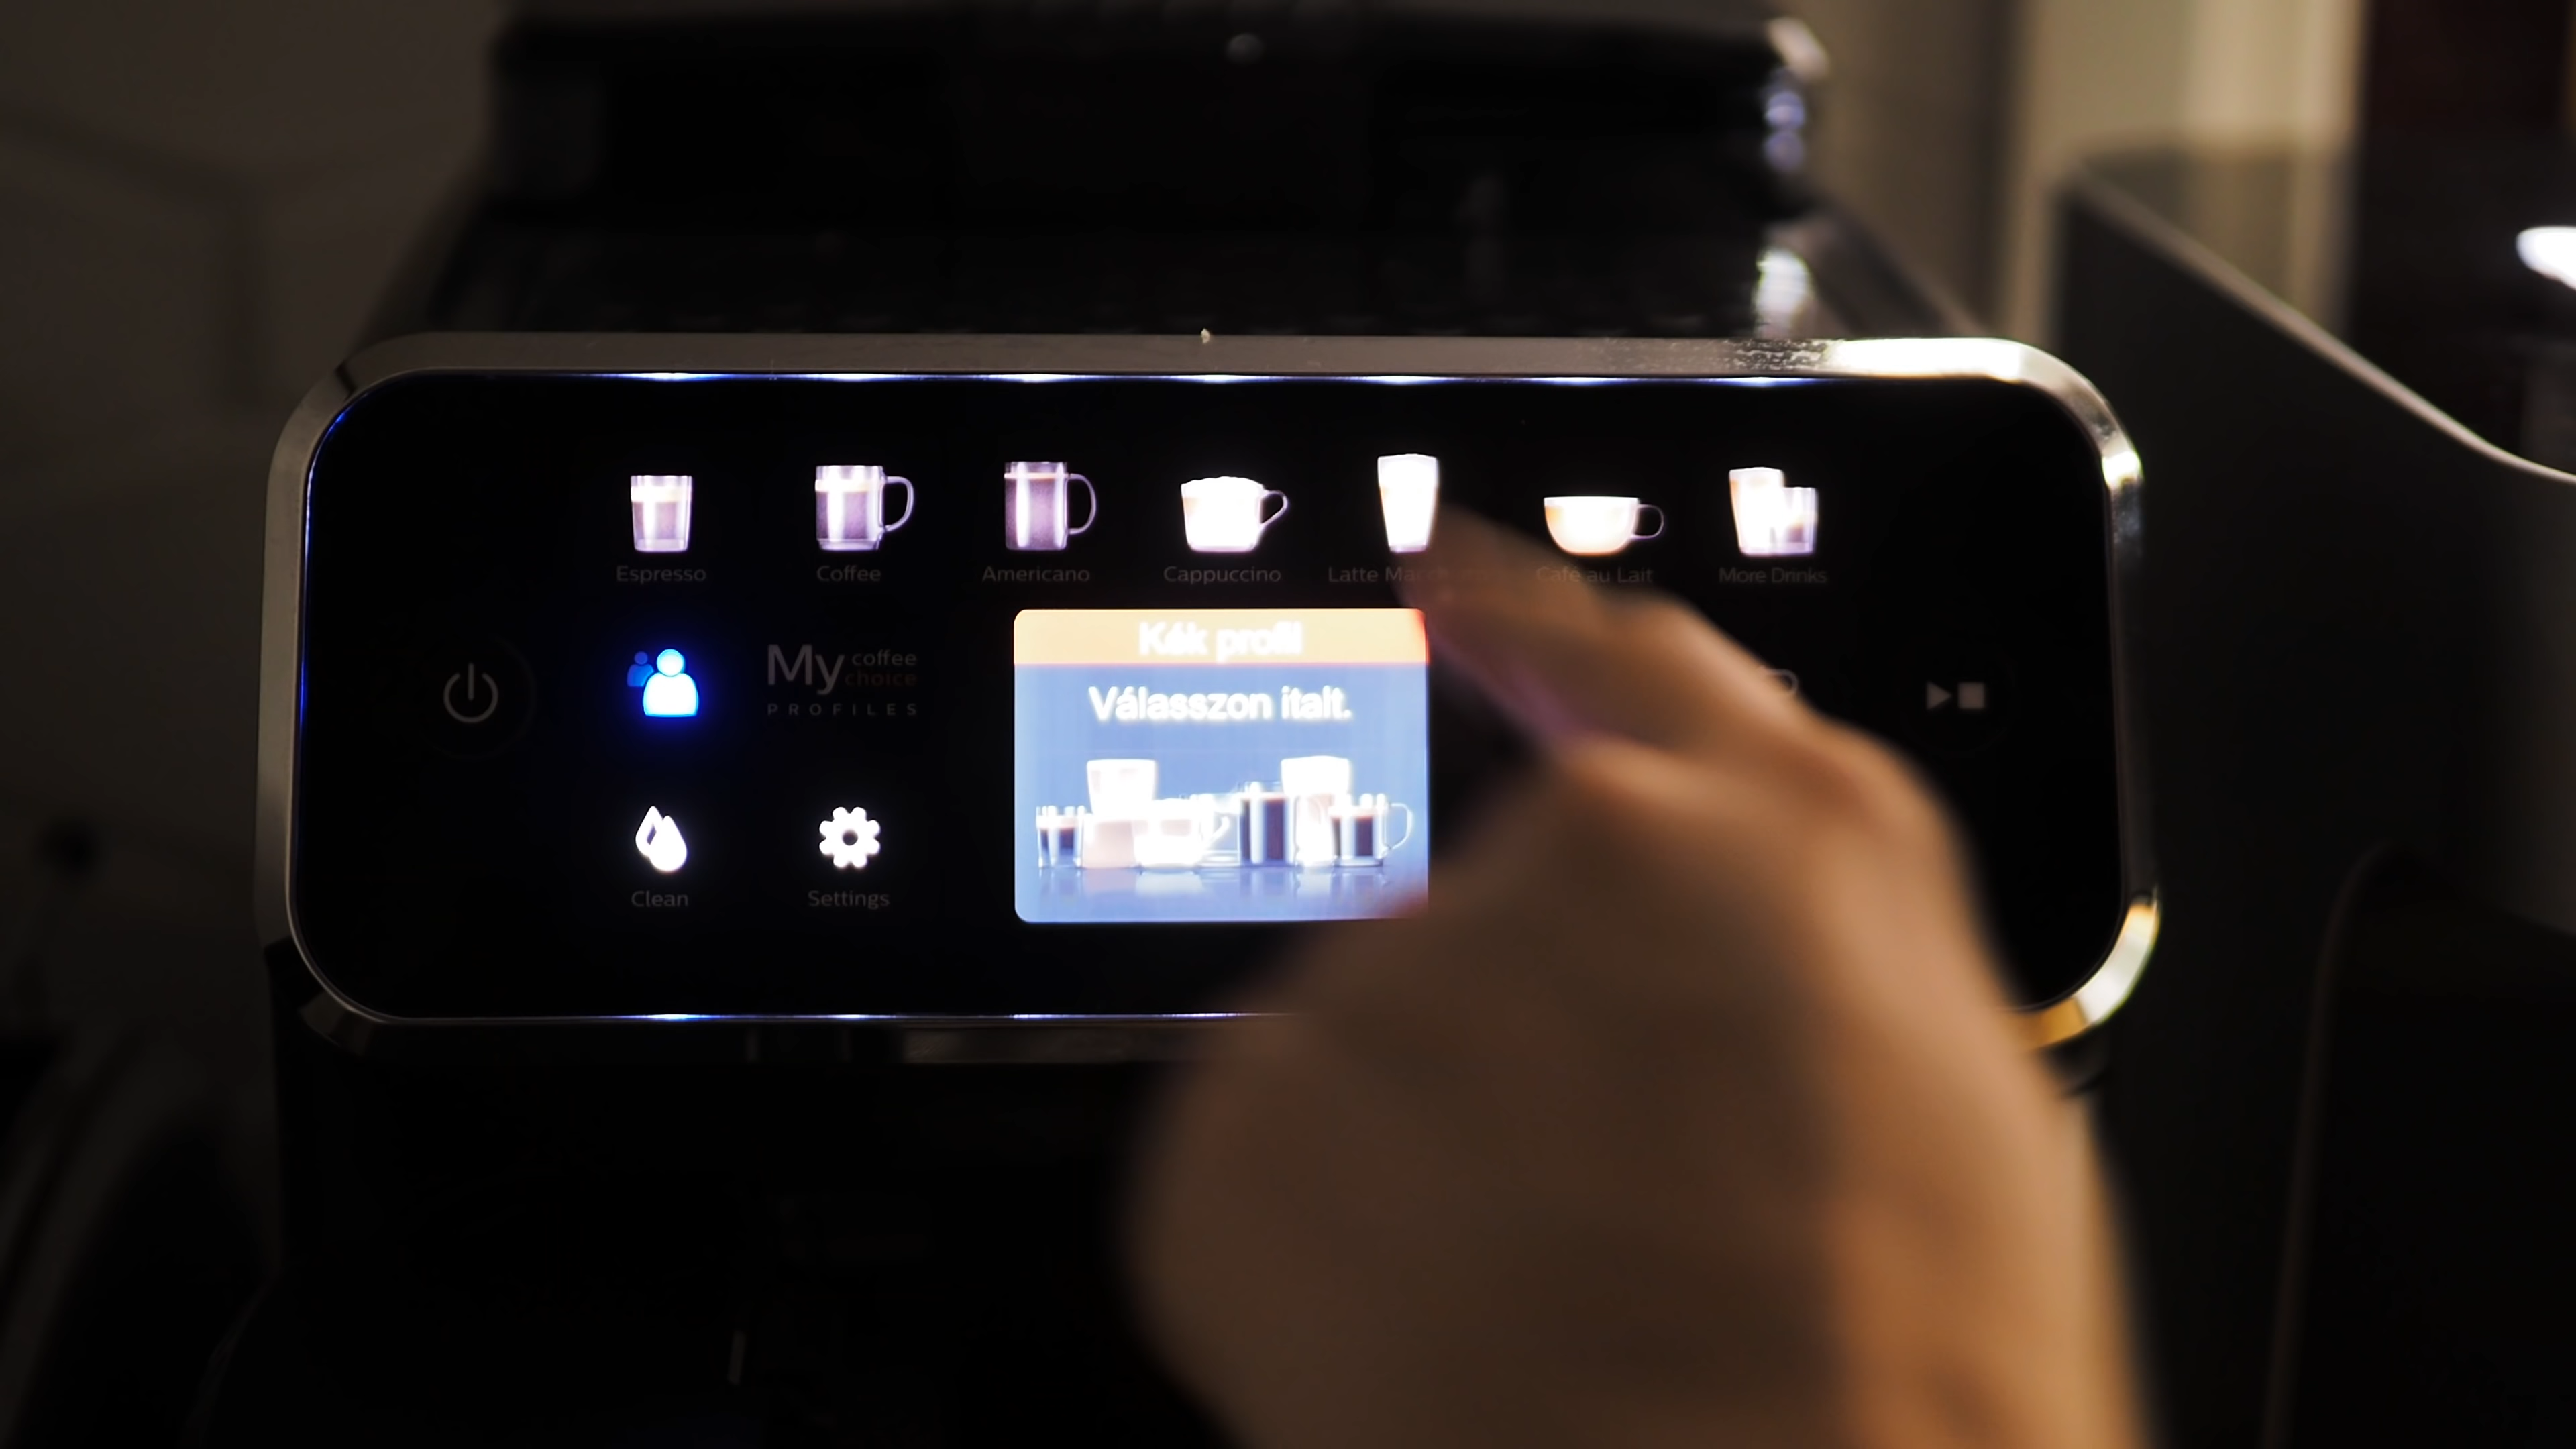 Espresso
Coffee
Americano
Cappuccino
Latte
Café au Lait
More Drinks
My coffee choice
PROFILES
Kék profil
Válasszon italt.
Clean
Settings